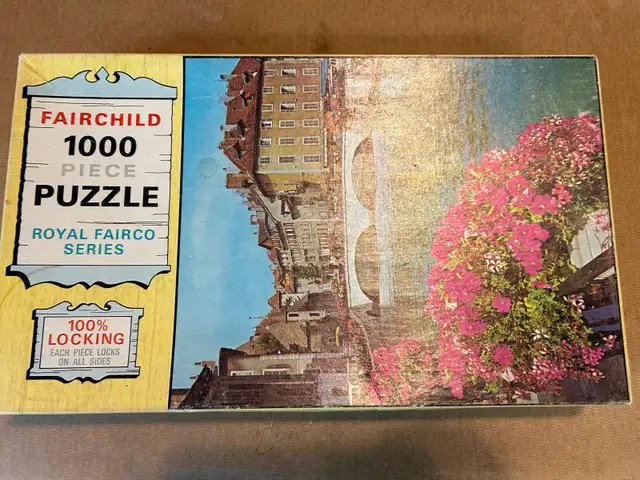 FAIRCHILD
1000
PIECE
PUZZLE
ROYAL FAIRCO
SERIES
100%
LOCKING
EACH PIECE LOCKS
ON ALL SIDES